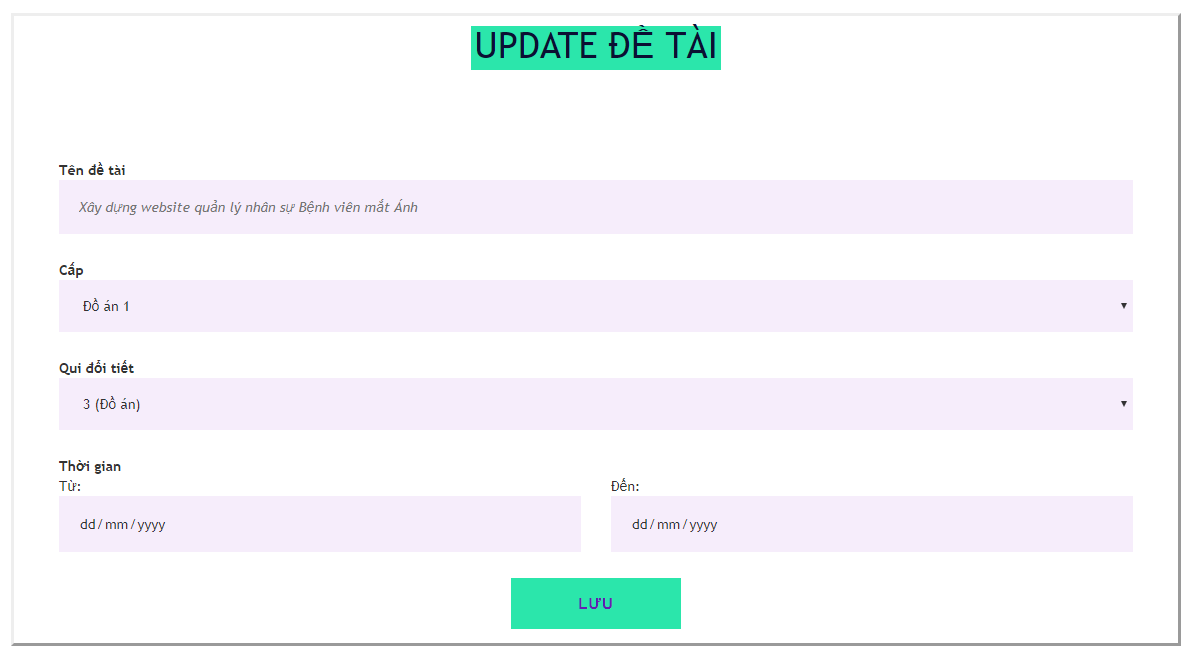 UPDATE ĐỀ TÀI
Tên đề tài
Xây dựng website quản lý nhân sự Bệnh viên mắt Ánh
Cấp
Đồ án 1
Qui đổi tiết
3 (Đồ án)
Thời gian
Từ: Đến:
dd/mm/yyyy dd/mm/yyyy
LƯU